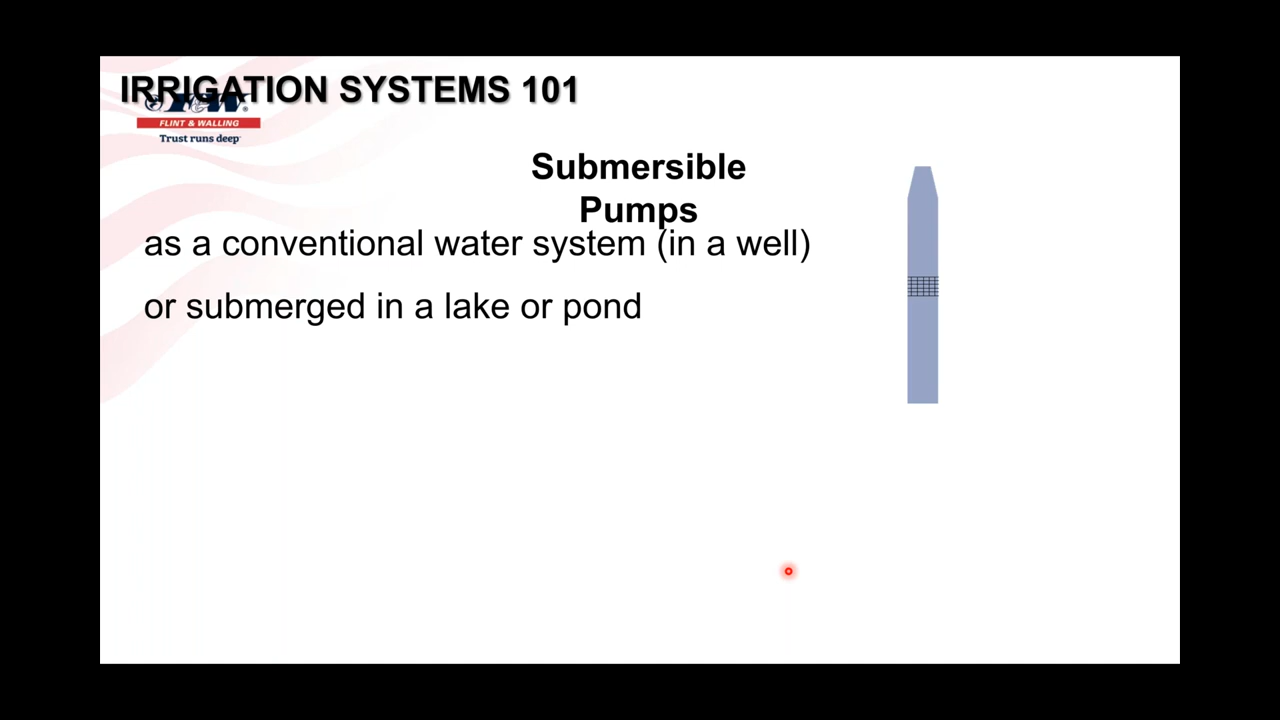 IRRIGATION SYSTEMS 101
FLINT & WALLING
Trust runs deep
Submersible
Pumps
as a conventional water system (in a well)
or submerged in a lake or pond